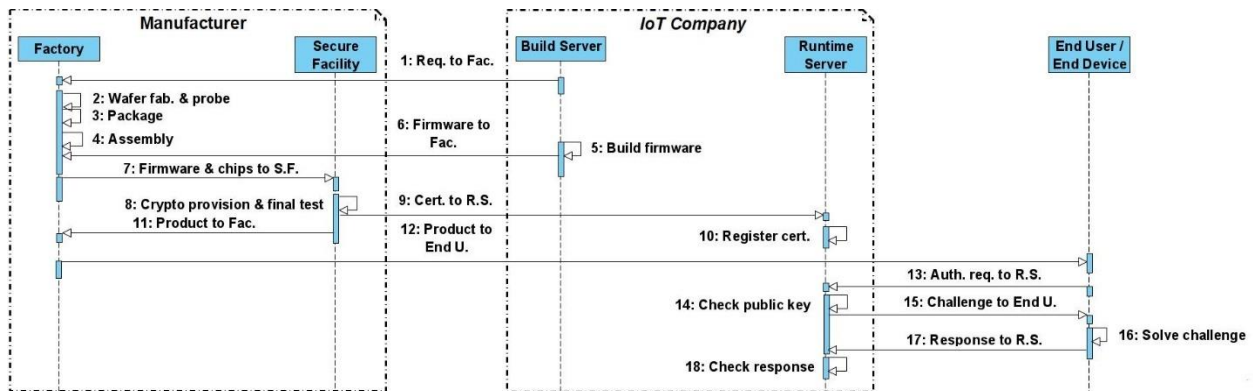 Manufacturer
IoT Company
Factory
Secure
Facility
Build Server
Runtime
Server
End User /
End Device
1: Req. to Fac.
2: Wafer fab. & probe
3: Package
4: Assembly
5: Build firmware
6: Firmware to
Fac.
7: Firmware & chips to S.F.
8: Crypto provision & final test
9: Cert. to R.S.
10: Register cert.
11: Product to Fac.
12: Product to
End U.
13: Auth. req. to R.S.
14: Check public key
15: Challenge to End U.
16: Solve challenge
17: Response to R.S.
18: Check response